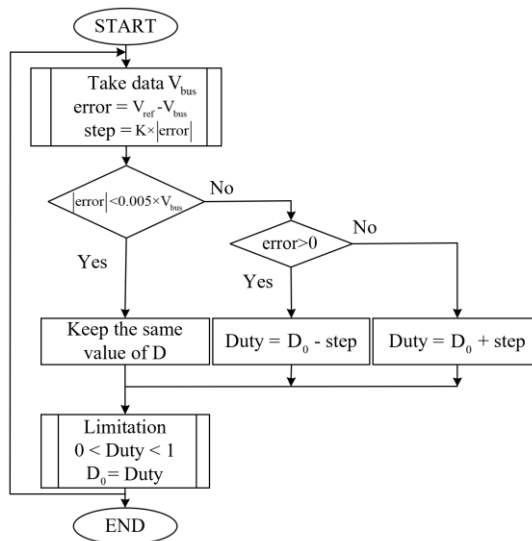 START
Take data V_bus
error = V_ref - V_bus
step = K×|error|
|error|<0.005×V_bus
No
error>0
No
Yes
Yes
Keep the same
value of D
Duty = D_0 - step
Duty = D_0 + step
Limitation
0 < Duty < 1
D_0 = Duty
END